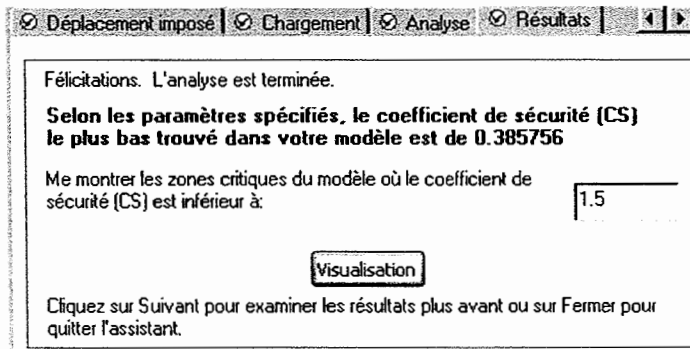 Déplacement imposé Chargement Analyse Résultats
Félicitations. L'analyse est terminée.
Selon les paramètres spécifiés, le coefficient de sécurité (CS)
le plus bas trouvé dans votre modèle est de 0.385756
Me montrer les zones critiques du modèle où le coefficient de
sécurité (CS) est inférieur à:
1.5
Visualisation
Cliquez sur Suivant pour examiner les résultats plus avant ou sur Fermer pour
quitter l'assistant.